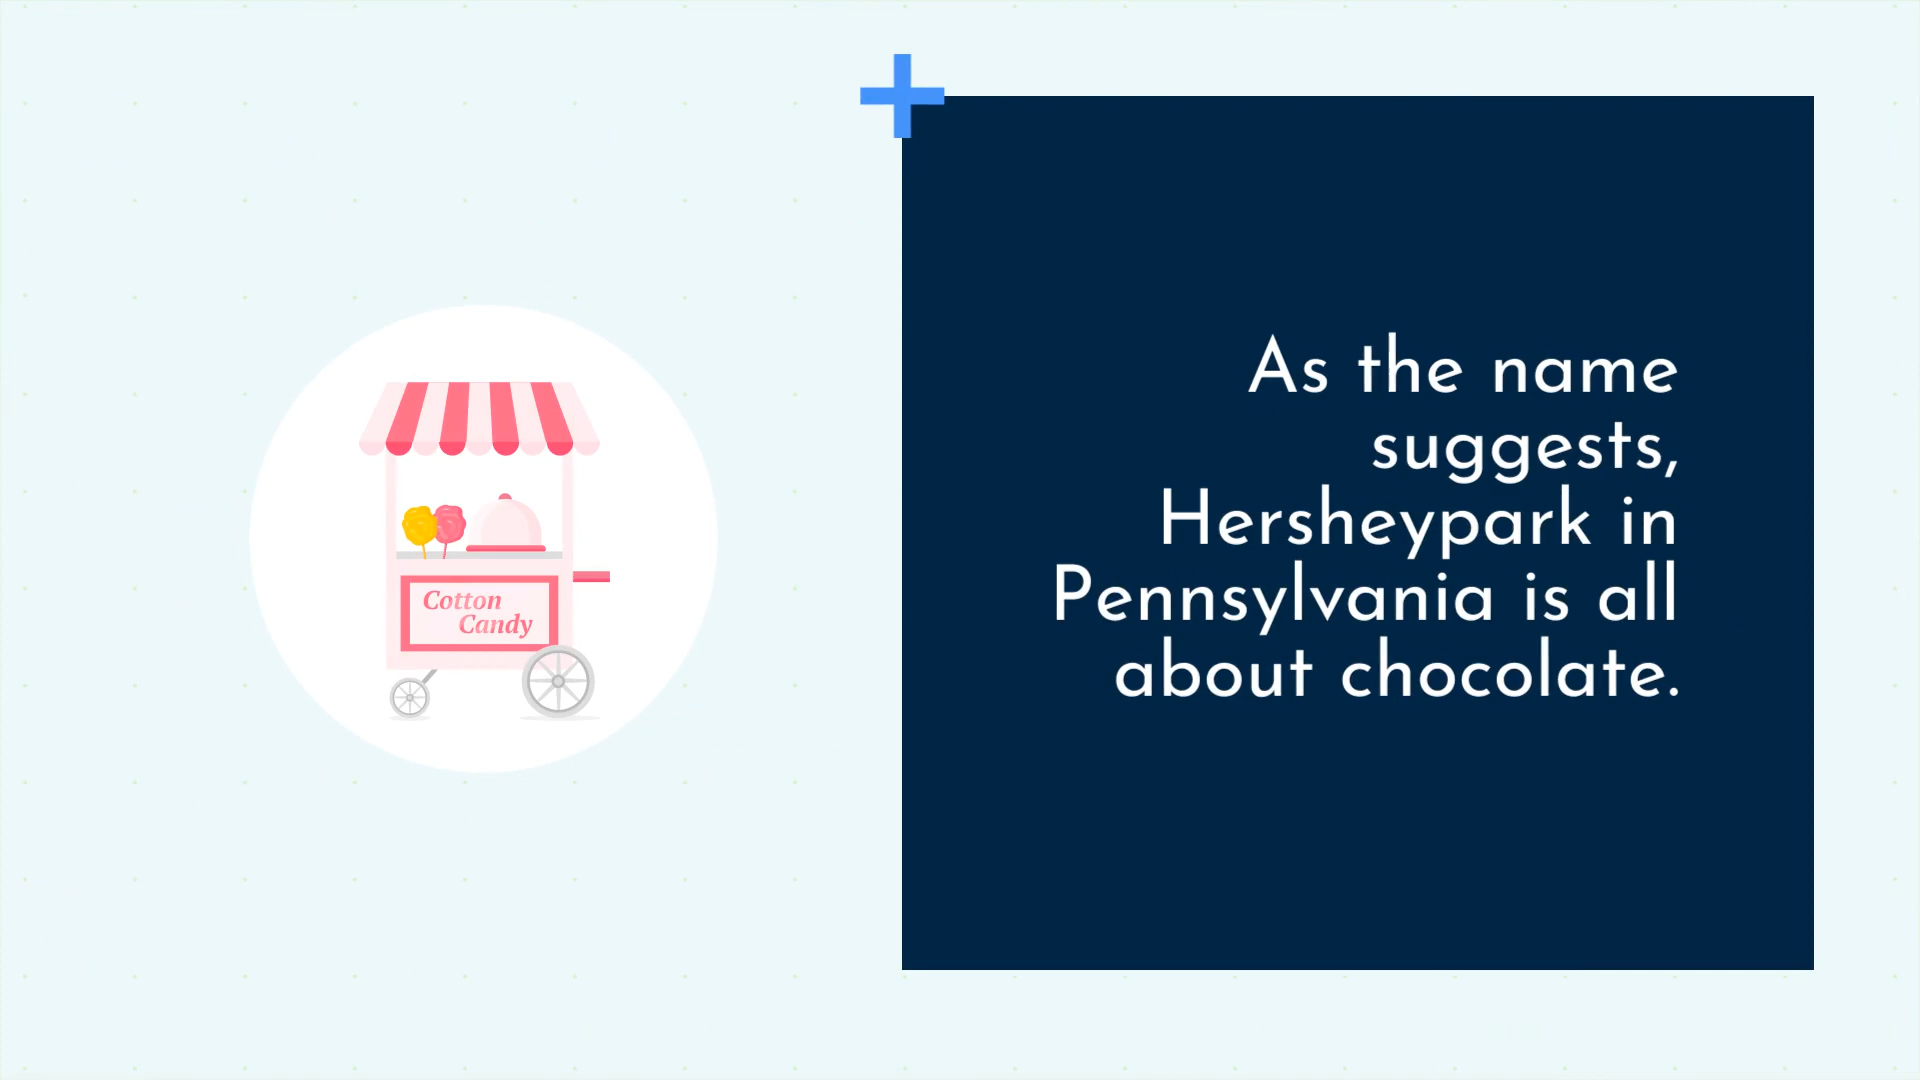 Cotton
Candy
As the name
suggests,
Hersheypark in
Pennsylvania is all
about chocolate.